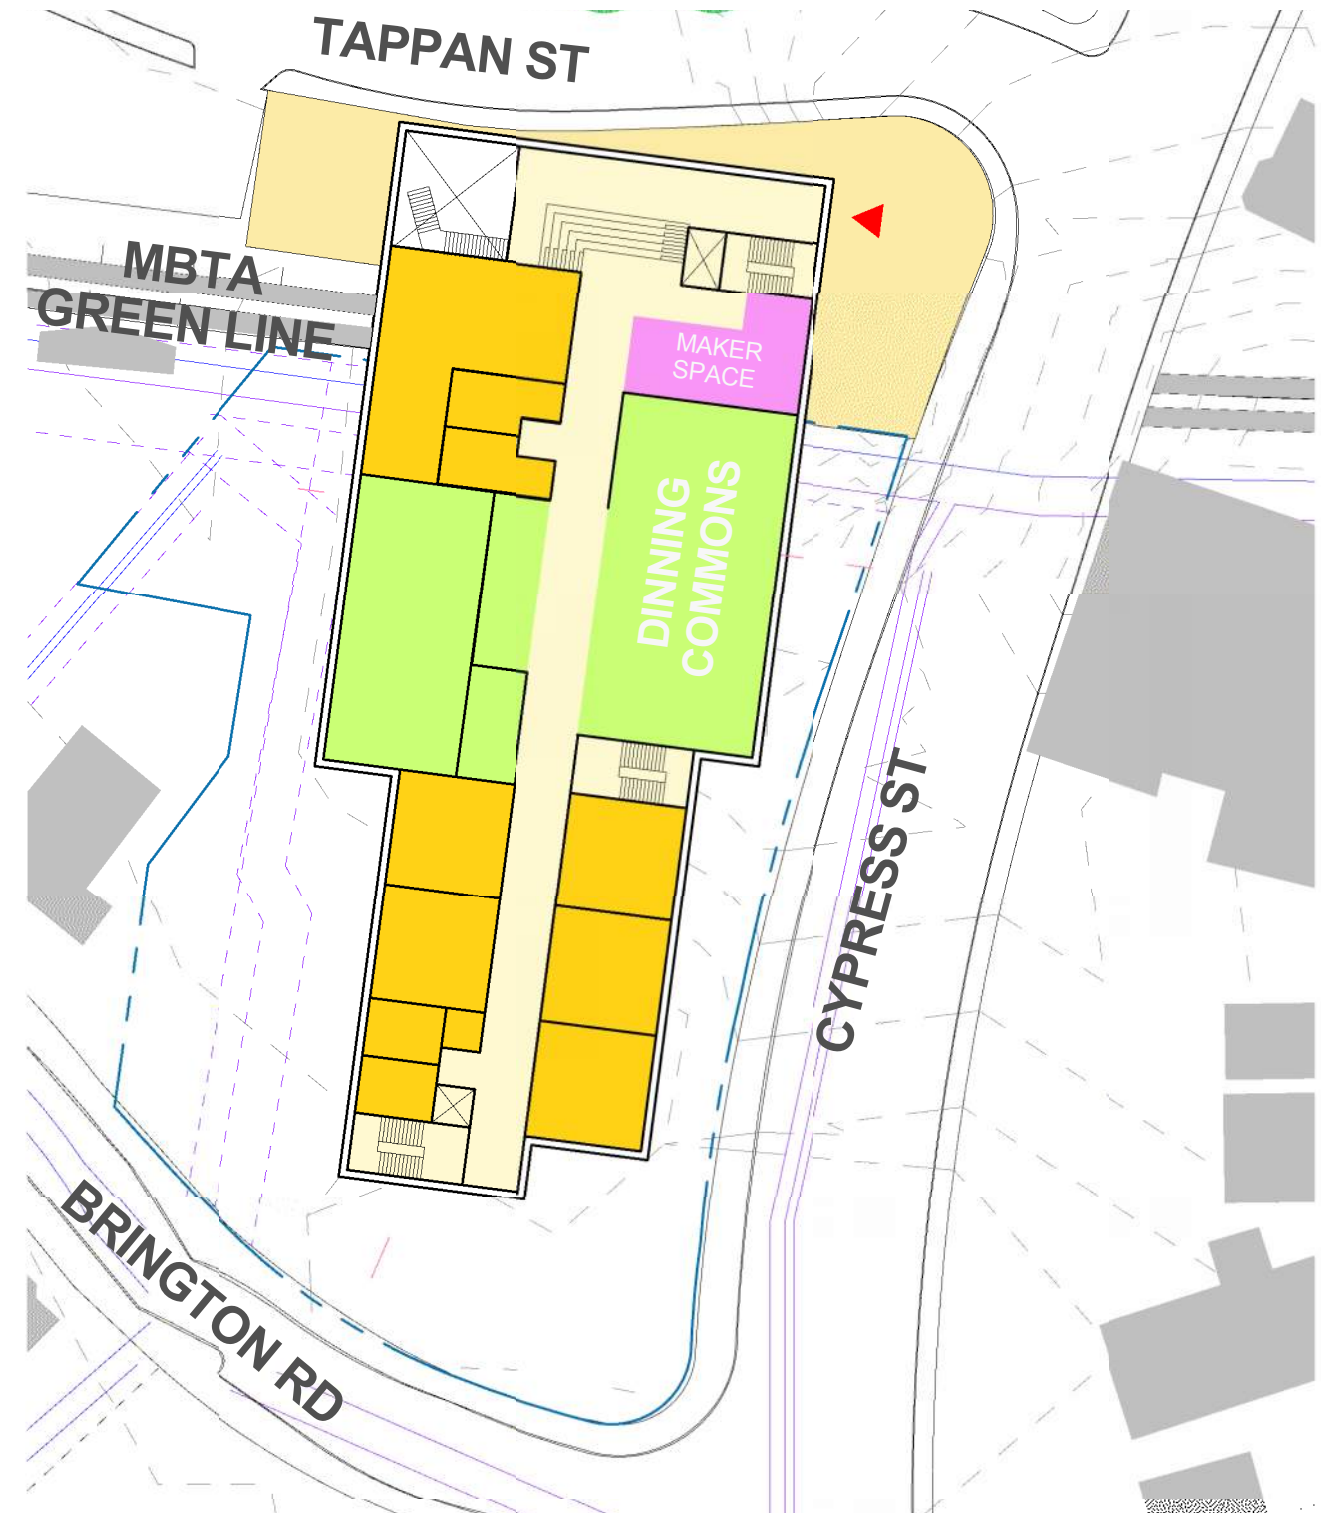 TAPPAN ST
MBTA
GREEN LINE
MAKER
SPACE
DINNING
COMMONS
CYPRESS ST
BRINGTON RD